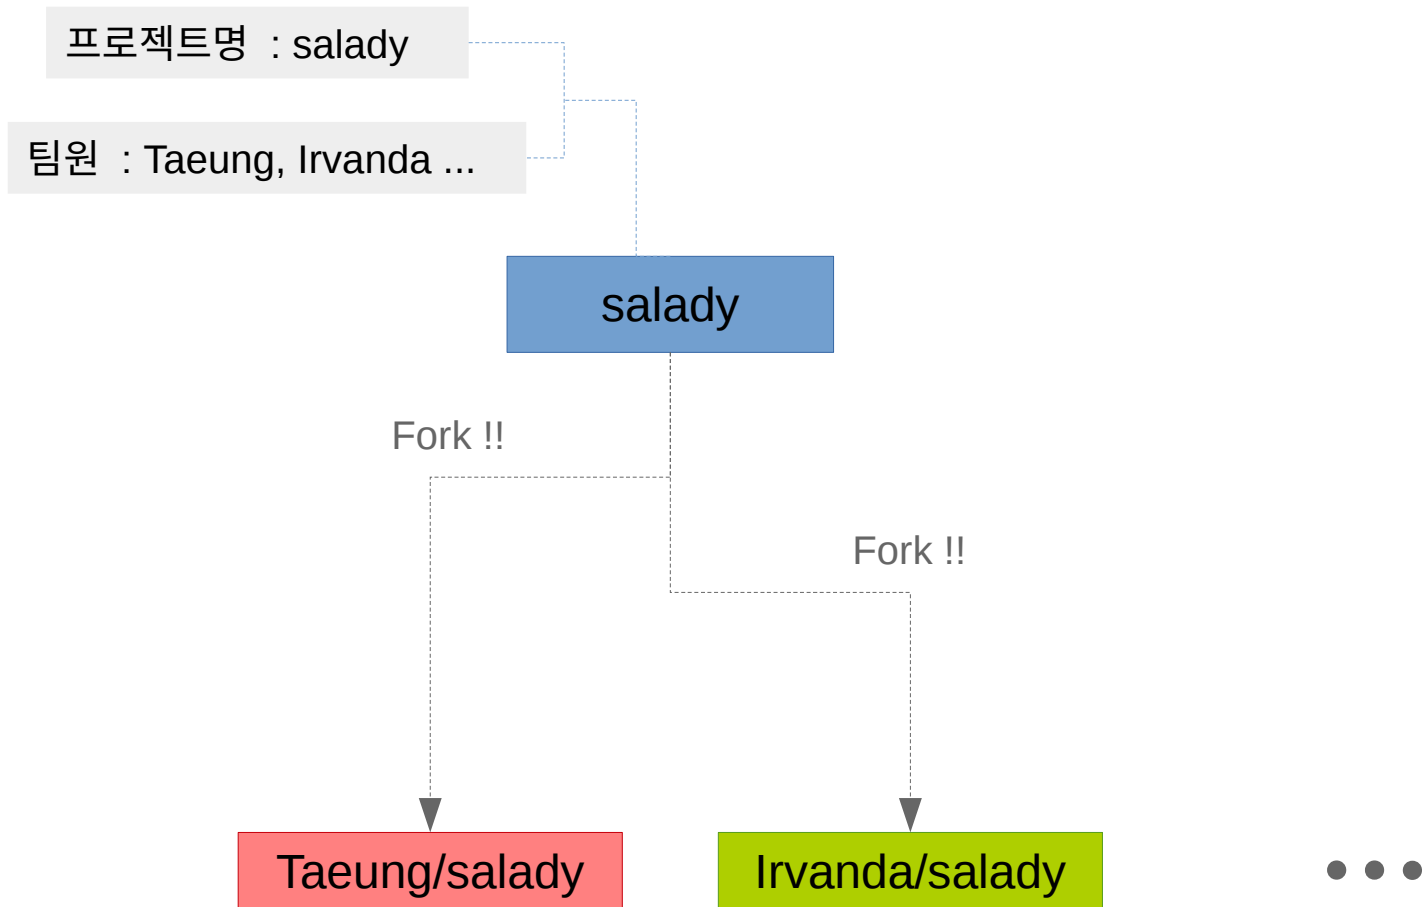 프로젝트명 : salady
팀원 : Taeung, Irvanda ...
salady
Fork !!
Fork !!
Taeung/salady
Irvanda/salady